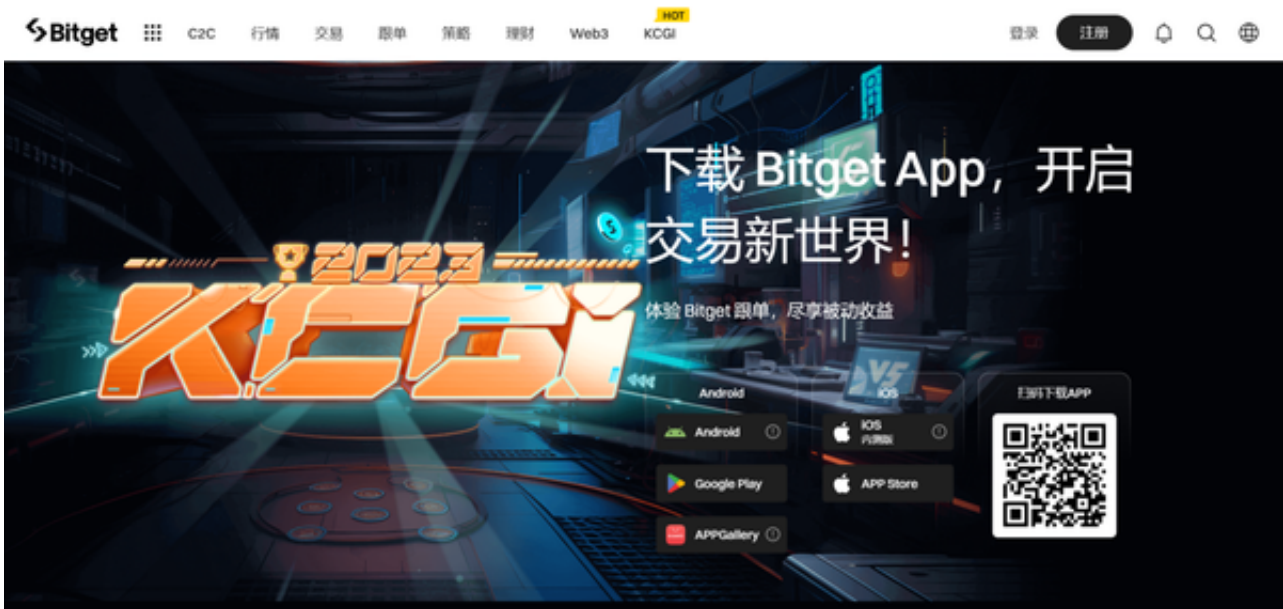 Bitget
C2C
行情
交易
跟单
策略
理财
Web3
HOT
KCGI
登录
注册
2023
KCGI
下载 Bitget App，开启
交易新世界！
体验 Bitget 跟单，尽享被动收益
Android
Android
Google Play
APPGallery
iOS
iOS
内测版
APP Store
扫码下载APP
VS